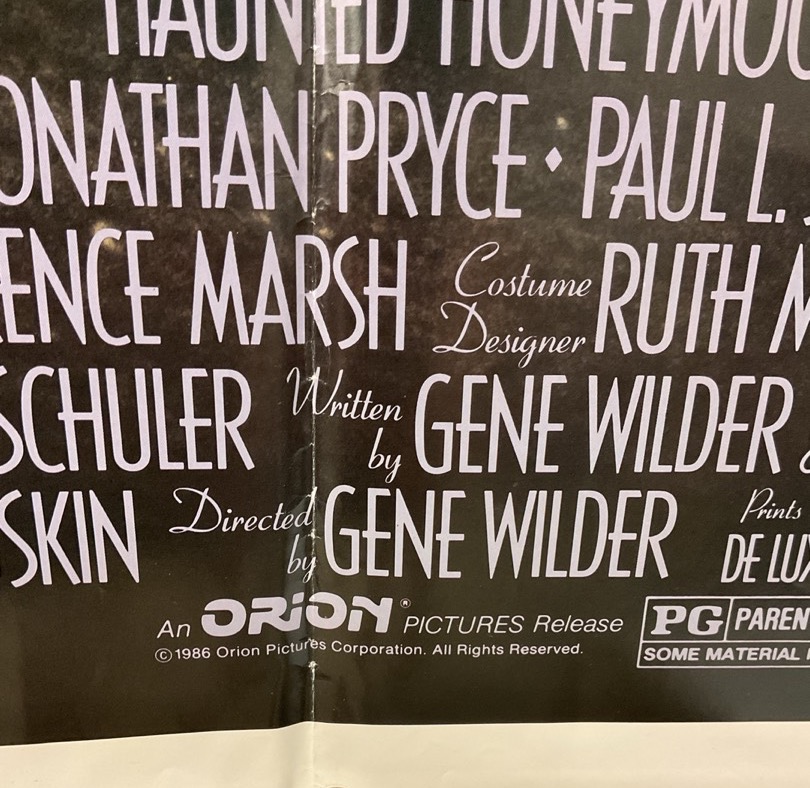 HAUNTED HONEYMOO
ONATHAN PRYCE ♦ PAUL L.
ENCE MARSH Costume Designer RUTH M
SCHULER Written by GENE WILDER
SKIN Directed by GENE WILDER Prints
DE LUX
An ORION® PICTURES Release
©1986 Orion Pictures Corporation. All Rights Reserved.
PG PAREN
SOME MATERIAL